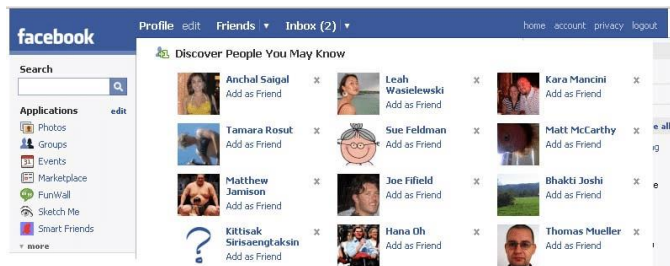 facebook
Profile edit Friends ▾ Inbox (2) ▾
home account privacy logout
Search
Applications edit
Photos
Groups
31 Events
Marketplace
FunWall
Sketch Me
Smart Friends
▾ more
Discover People You May Know
Anchal Saigal x
Add as Friend
Leah x
Wasielewski
Add as Friend
Kara Mancini x
Add as Friend
Tamara Rosut x
Add as Friend
Sue Feldman x
Add as Friend
Matt McCarthy x
Add as Friend
Matthew x
Jamison
Add as Friend
Joe Fifield x
Add as Friend
Bhakti Joshi x
Add as Friend
?
Kittisak x
Sirisaengtaksin
Add as Friend
Hana Oh x
Add as Friend
Thomas Mueller x
Add as Friend
e all